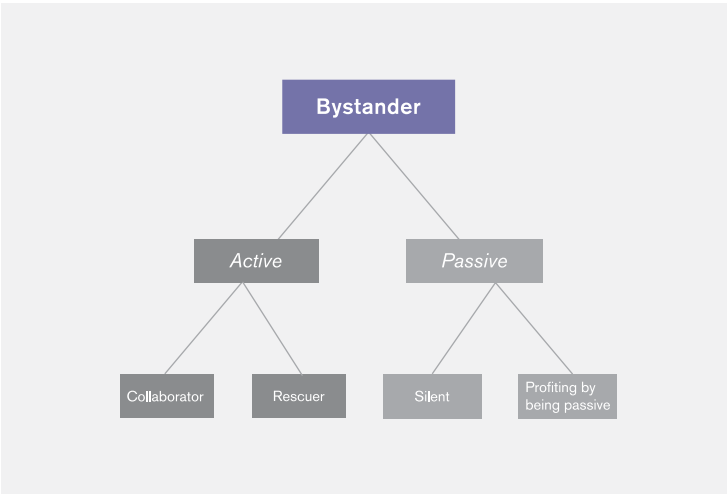 Bystander
Active
Passive
Collaborator
Rescuer
Silent
Profiting by
being passive